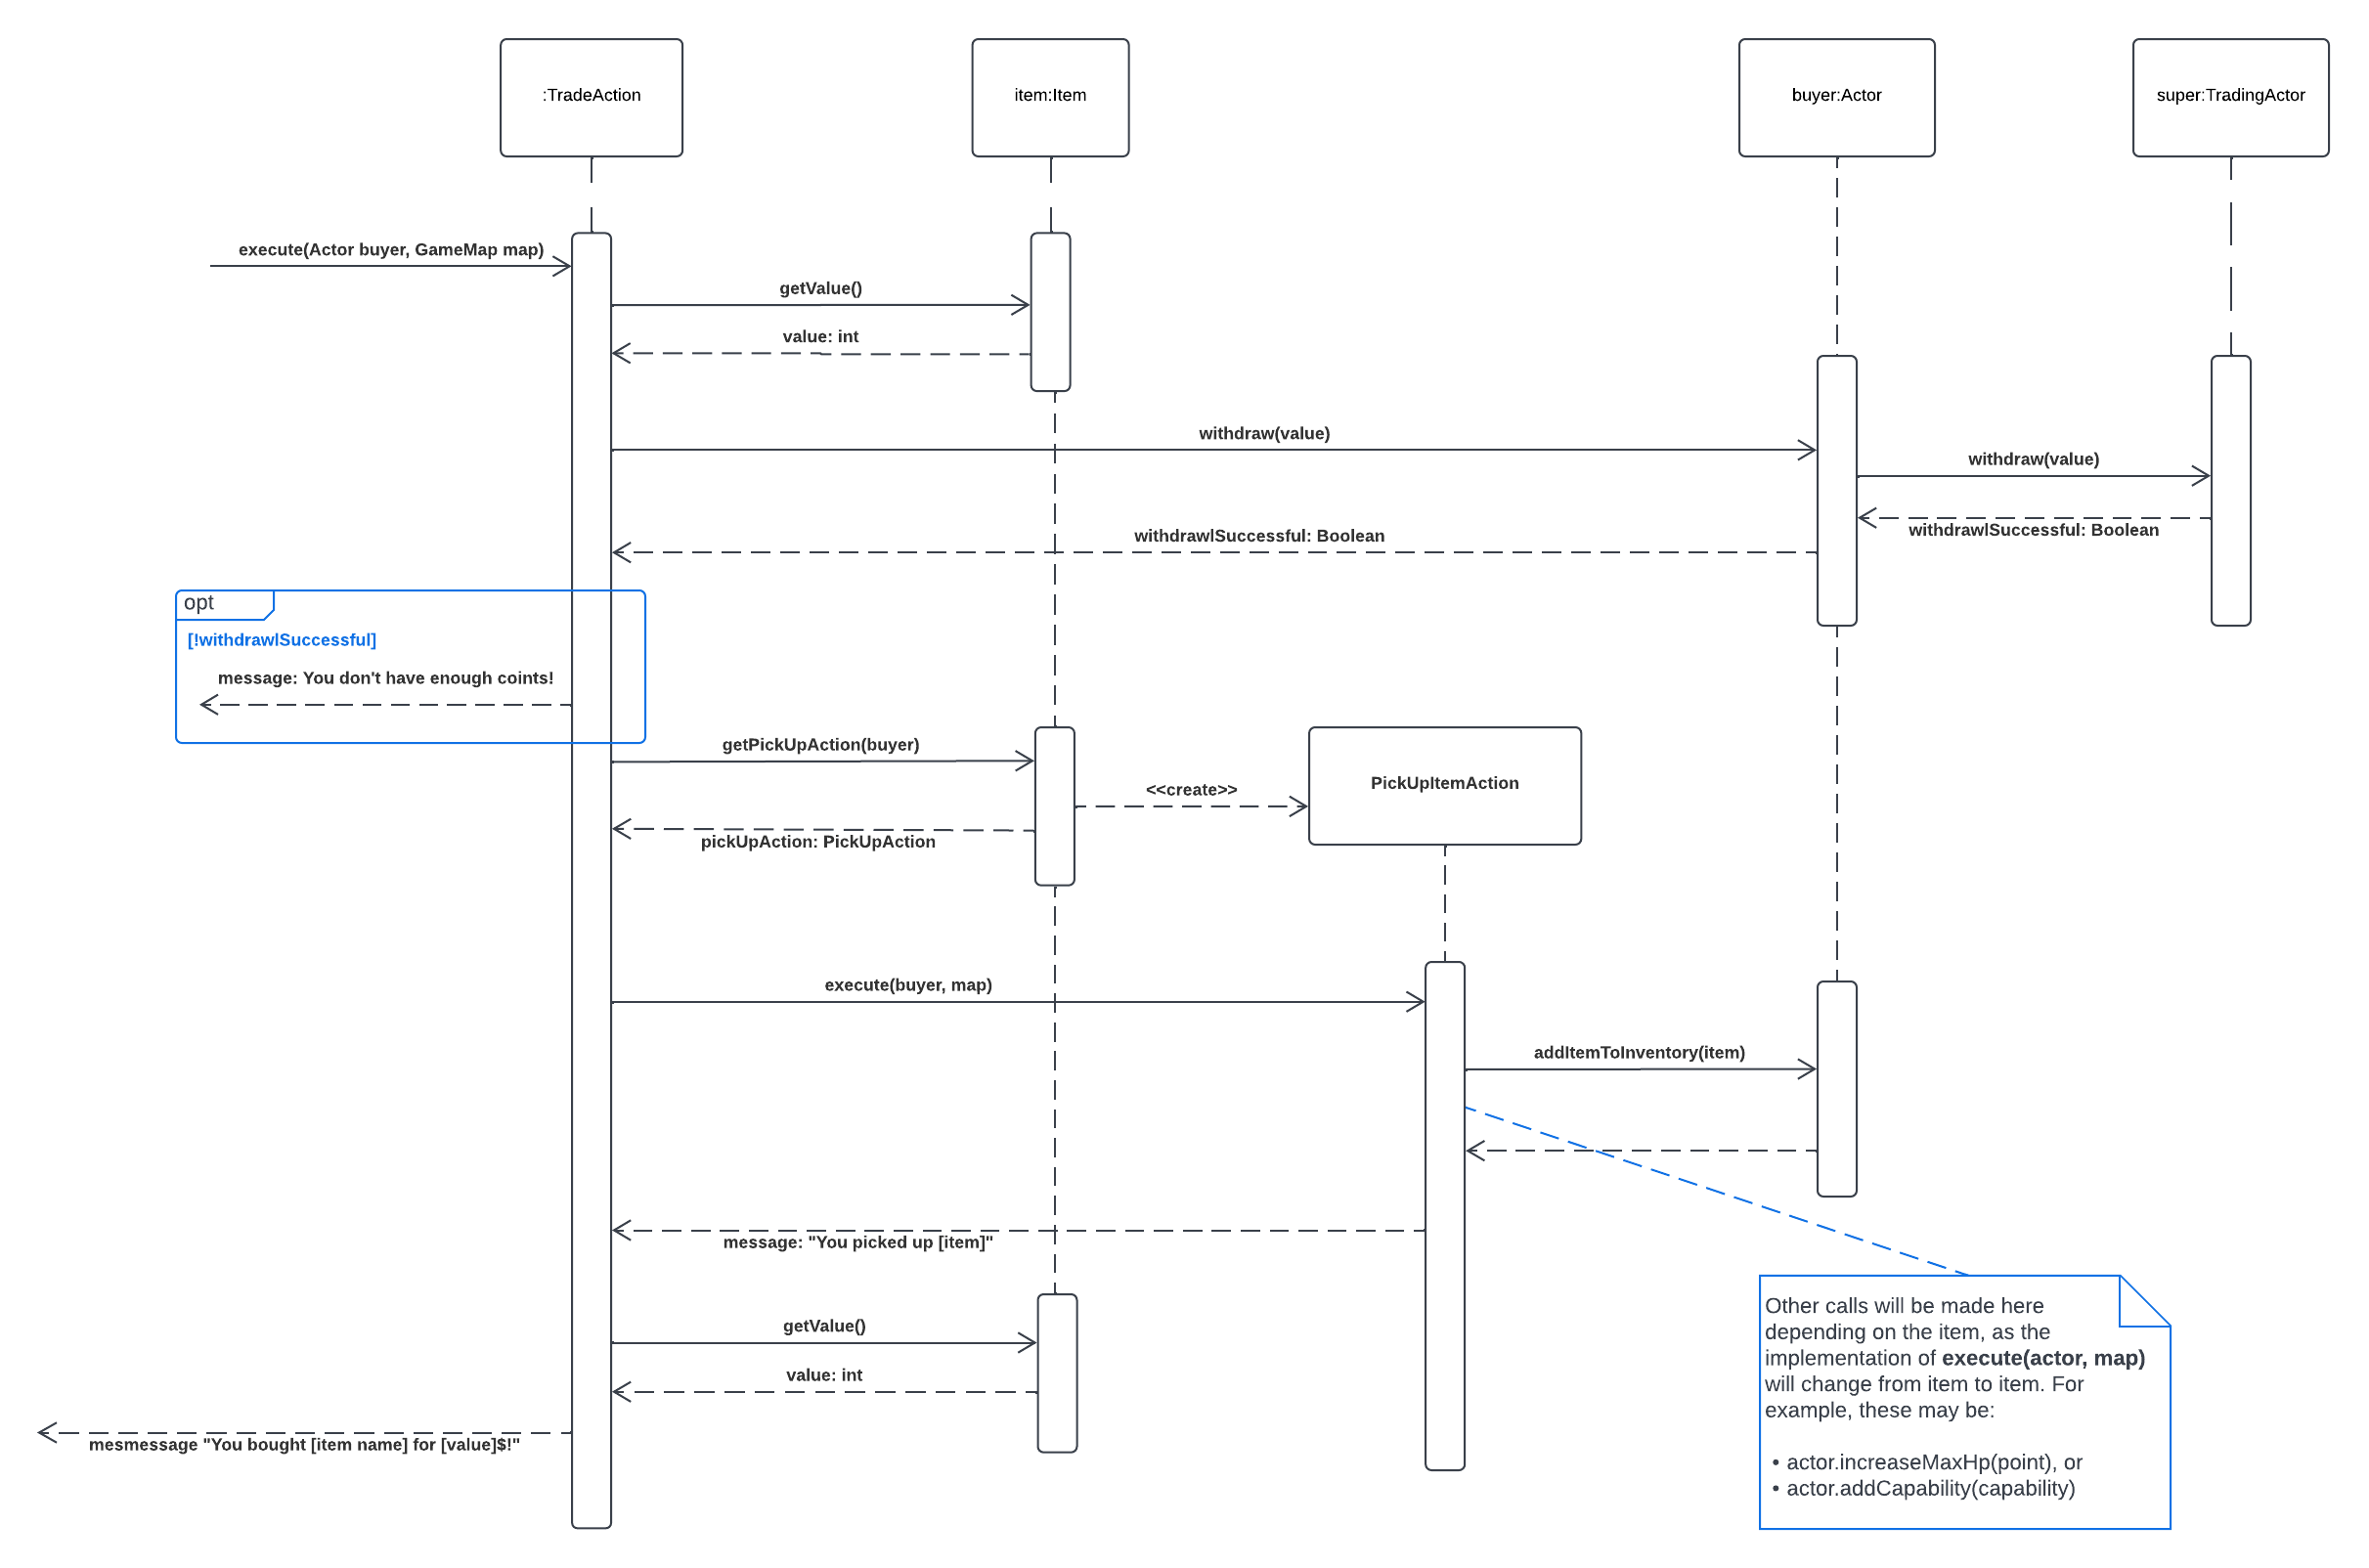 :TradeAction
item:Item
buyer:Actor
super:TradingActor
execute(Actor buyer, GameMap map)
getValue()
value: int
withdraw(value)
withdraw(value)
withdrawlSuccessful: Boolean
withdrawlSuccessful: Boolean
opt
[!withdrawlSuccessful]
message: You don't have enough coints!
getPickUpAction(buyer)
<<create>>
PickUpItemAction
pickUpAction: PickUpAction
execute(buyer, map)
addItemToInventory(item)
message: "You picked up [item]"
getValue()
value: int
mesmessage "You bought [item name] for [value]$!"
Other calls will be made here
depending on the item, as the
implementation of execute(actor, map)
will change from item to item. For
example, these may be:
• actor.increaseMaxHp(point), or
• actor.addCapability(capability)